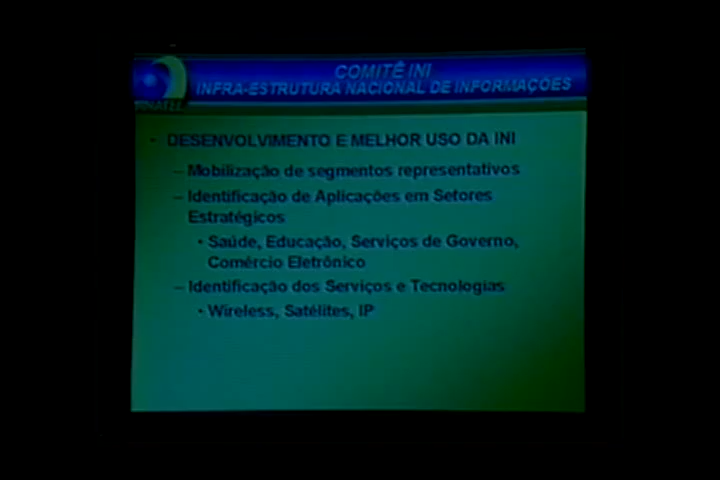 COMITÊ INI
INFRA-ESTRUTURA NACIONAL DE INFORMAÇÕES
• DESENVOLVIMENTO E MELHOR USO DA INI
– Mobilização de segmentos representativos
– Identificação de Aplicações em Setores
Estratégicos
• Saúde, Educação, Serviços de Governo,
Comércio Eletrônico
– Identificação dos Serviços e Tecnologias
• Wireless, Satélites, IP